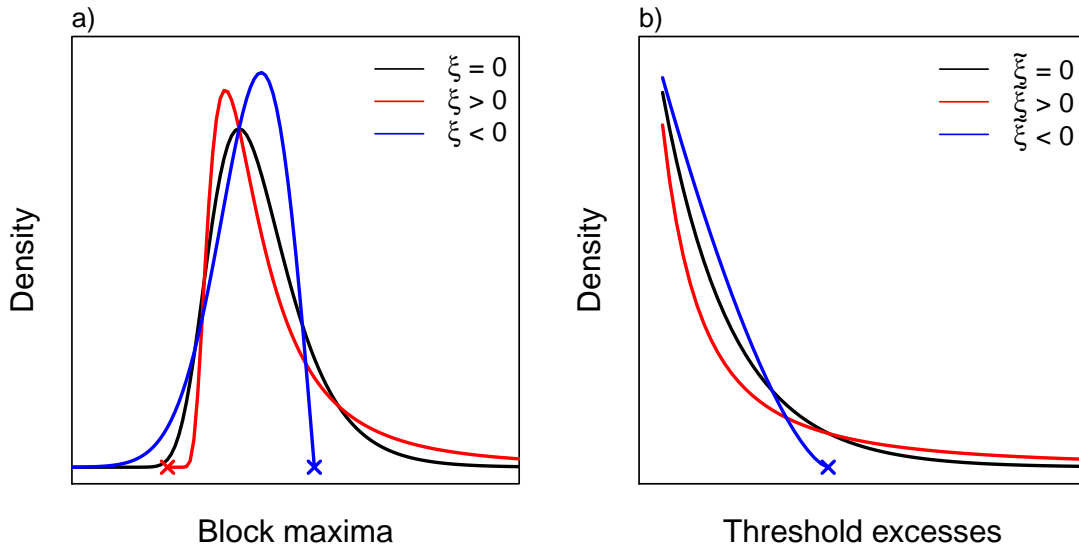 a)
ξ = 0
ξ > 0
ξ < 0
Density
Block maxima
b)
ξ̃ = 0
ξ̃ > 0
ξ̃ < 0
Density
Threshold excesses